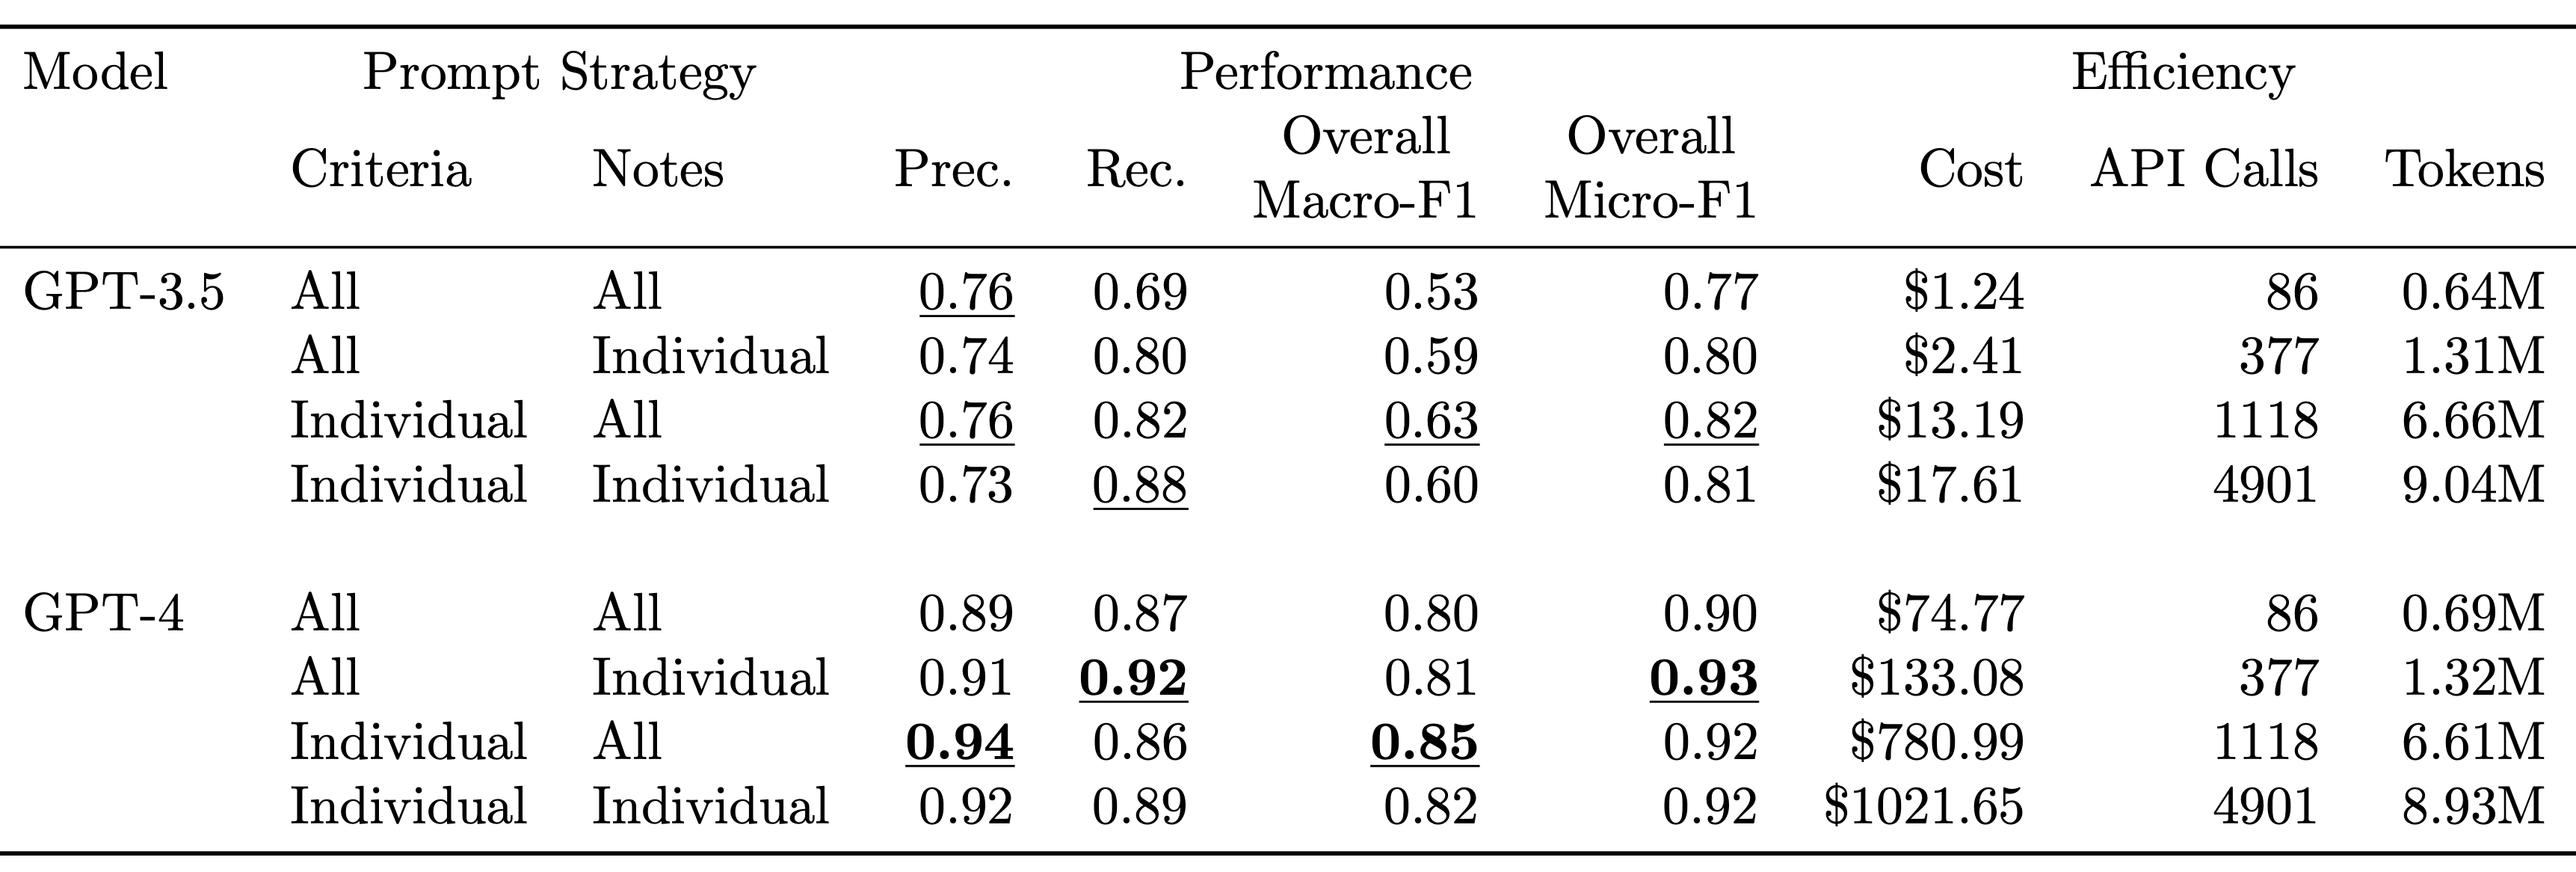 Model Prompt Strategy Performance Efficiency
Criteria Notes Prec. Rec. Overall Macro-F1 Overall Micro-F1 Cost API Calls Tokens
GPT-3.5 All All 0.76 0.69 0.53 0.77 $1.24 86 0.64M
All Individual 0.74 0.80 0.59 0.80 $2.41 377 1.31M
Individual All 0.76 0.82 0.63 0.82 $13.19 1118 6.66M
Individual Individual 0.73 0.88 0.60 0.81 $17.61 4901 9.04M
GPT-4 All All 0.89 0.87 0.80 0.90 $74.77 86 0.69M
All Individual 0.91 0.92 0.81 0.93 $133.08 377 1.32M
Individual All 0.94 0.86 0.85 0.92 $780.99 1118 6.61M
Individual Individual 0.92 0.89 0.82 0.92 $1021.65 4901 8.93M